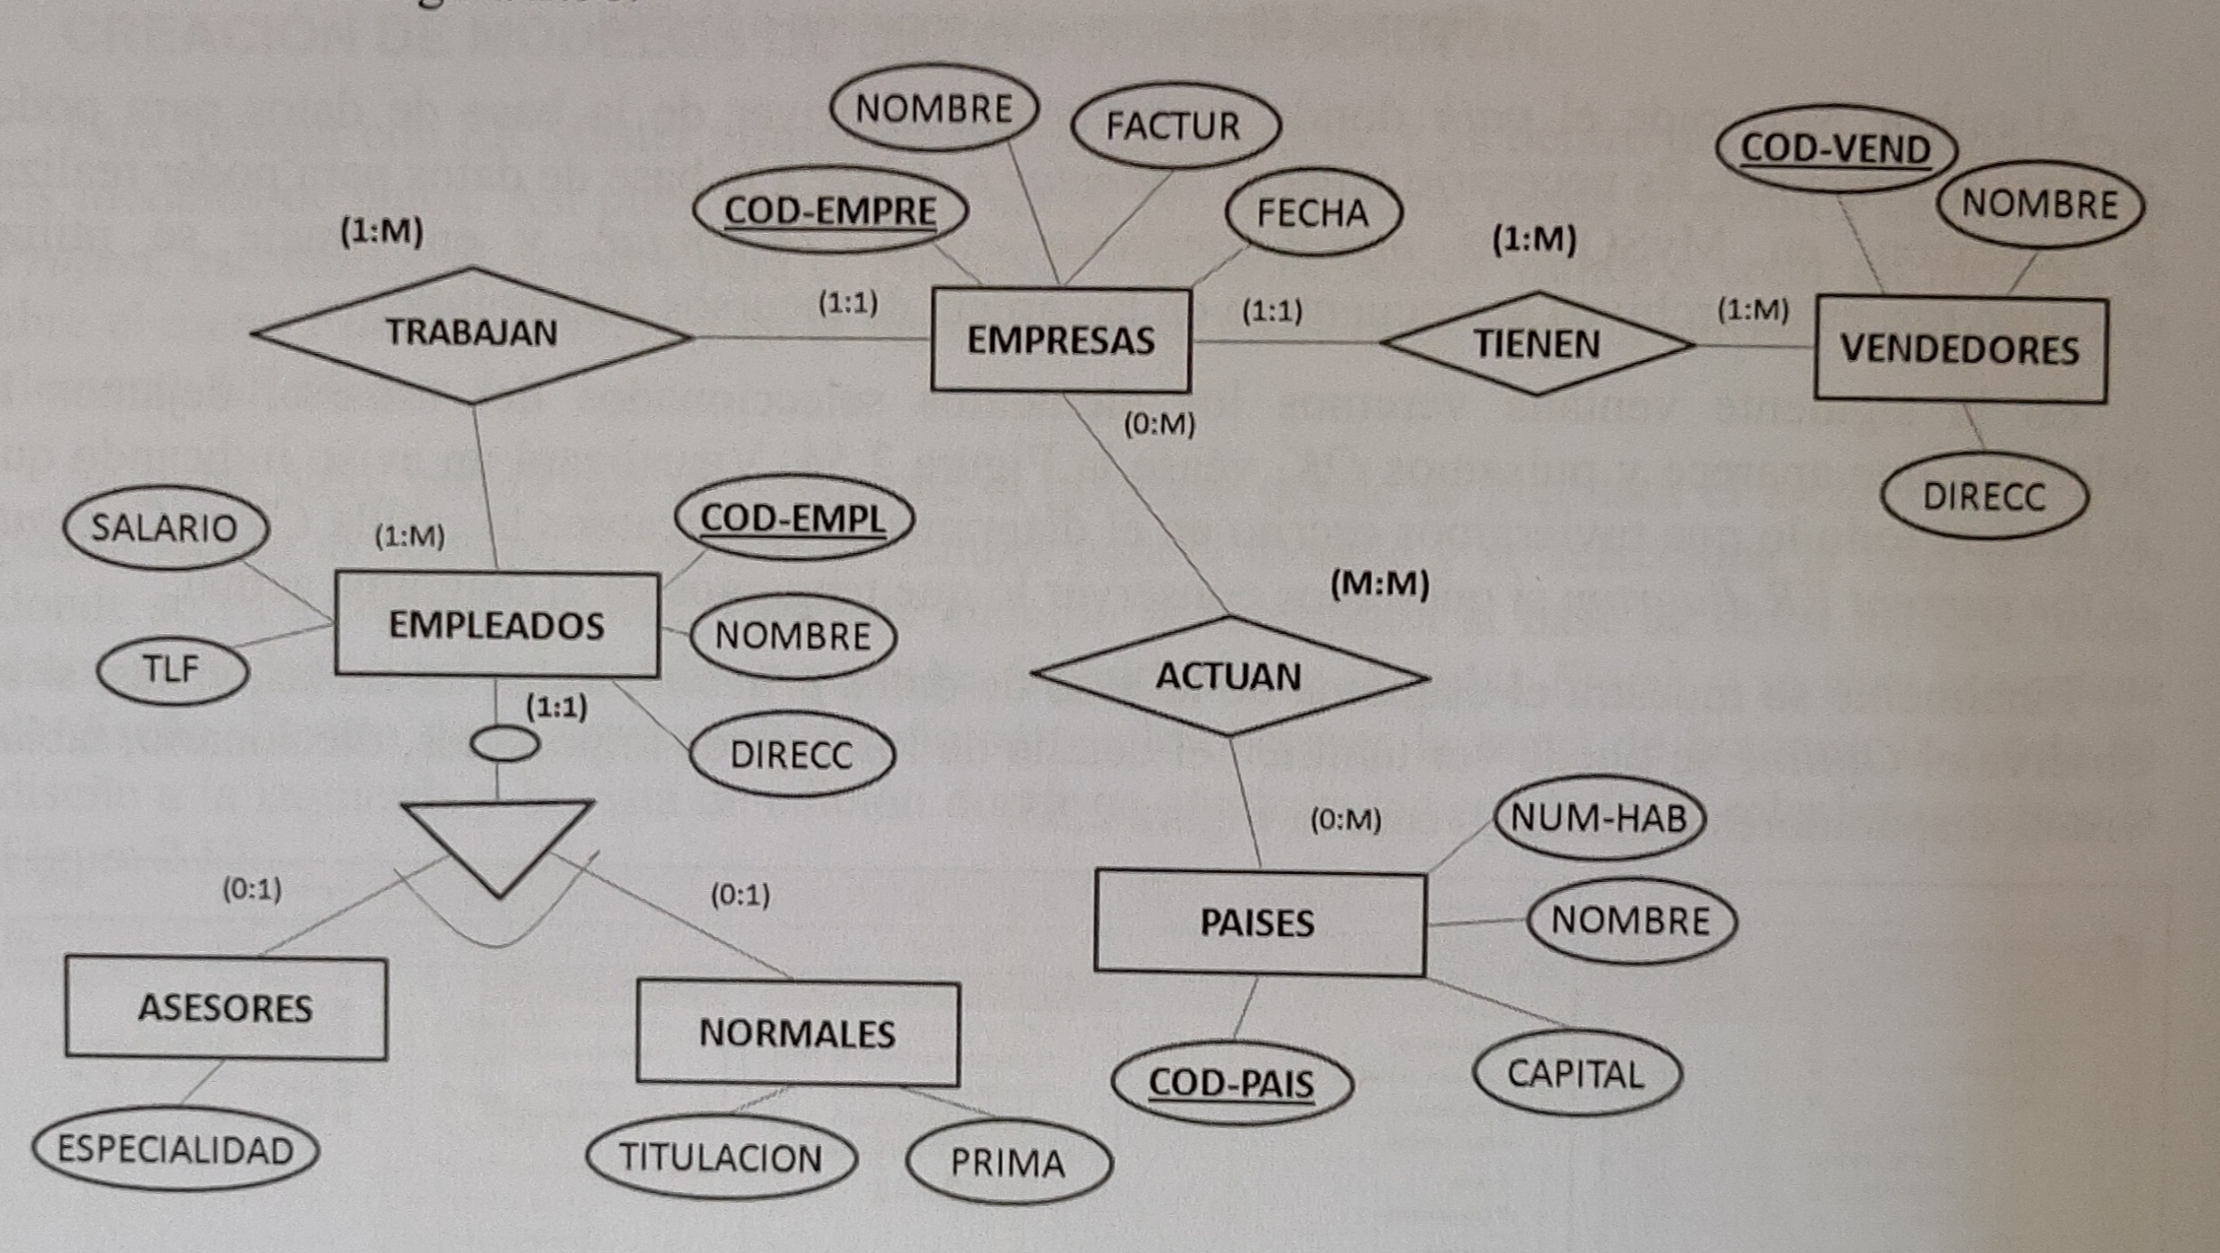 NOMBRE
FACTUR
COD-EMPRE
FECHA
COD-VEND
NOMBRE
(1:M)
(1:M)
TRABAJAN
(1:1)
EMPRESAS
(1:1)
TIENEN
(1:M)
VENDEDORES
(0:M)
DIRECC
SALARIO
(1:M)
COD-EMPL
EMPLEADOS
NOMBRE
TLF
(1:1)
DIRECC
(M:M)
ACTUAN
(0:M)
NUM-HAB
PAISES
NOMBRE
COD-PAIS
CAPITAL
(0:1)
(0:1)
ASESORES
NORMALES
ESPECIALIDAD
TITULACION
PRIMA